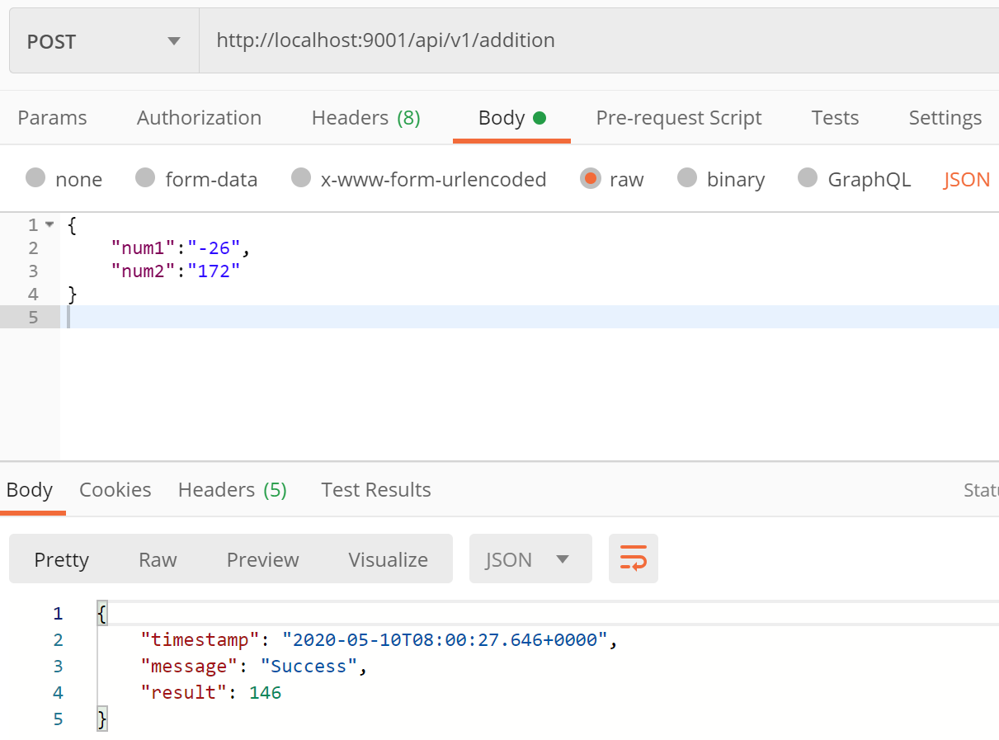 POST http://localhost:9001/api/v1/addition
Params Authorization Headers (8) Body Pre-request Script Tests Settings
none form-data x-www-form-urlencoded raw binary GraphQL JSON
1 {
2 "num1":"-26",
3 "num2":"172"
4 }
5
Body Cookies Headers (5) Test Results Statu
Pretty Raw Preview Visualize JSON
1 {
2 "timestamp": "2020-05-10T08:00:27.646+0000",
3 "message": "Success",
4 "result": 146
5 }